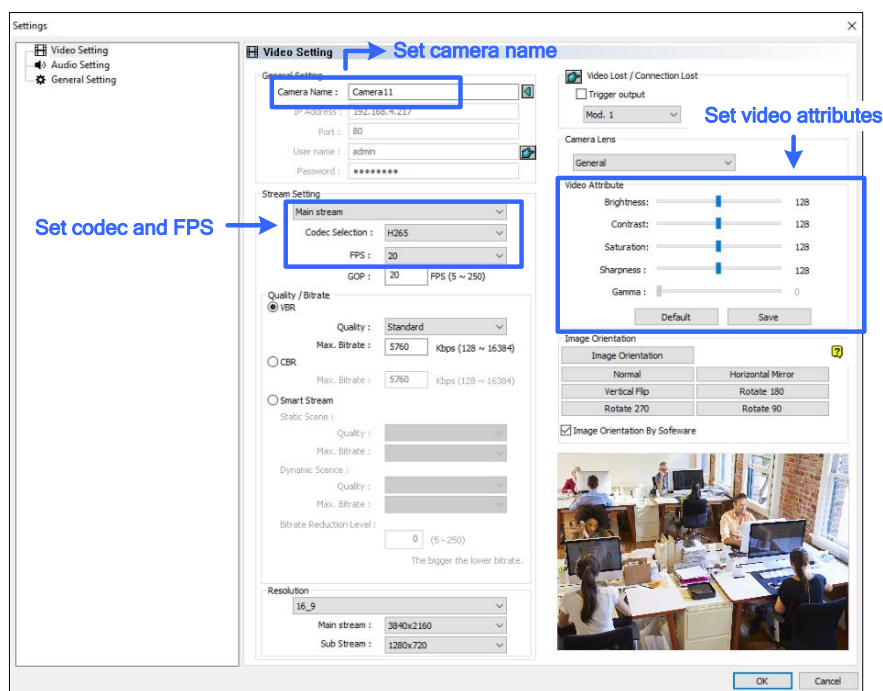 Settings
Video Setting
Audio Setting
General Setting
Video Setting
Set camera name
General Setting
Camera Name : Camera11
IP Address : 192.168.4.217
Port : 80
User name : admin
Password : ••••••••
Stream Setting
Main stream
Set codec and FPS
Codec Selection : H265
FPS : 20
GOP : 20 FPS (5 ~ 250)
Quality / Bitrate
VBR
Quality : Standard
Max. Bitrate : 5760 Kbps (128 ~ 16384)
CBR
Max. Bitrate : 5760 Kbps (128 ~ 16384)
Smart Stream
Static Scene :
Quality :
Max. Bitrate :
Dynamic Scence :
Quality :
Max. Bitrate :
Bitrate Reduction Level :
0 (5 - 250)
The bigger the lower bitrate.
Resolution
16_9
Main stream : 3840x2160
Sub Stream : 1280x720
Video Lost / Connection Lost
Trigger output
Mod. 1
Set video attributes
Camera Lens
General
Video Attribute
Brightness: 128
Contrast: 128
Saturation: 128
Sharpness : 128
Gamma : 0
Default Save
Image Orientation
Image Orientation
Normal Horizontal Mirror
Vertical Flip Rotate 180
Rotate 270 Rotate 90
Image Orientation By Sofeware
OK Cancel